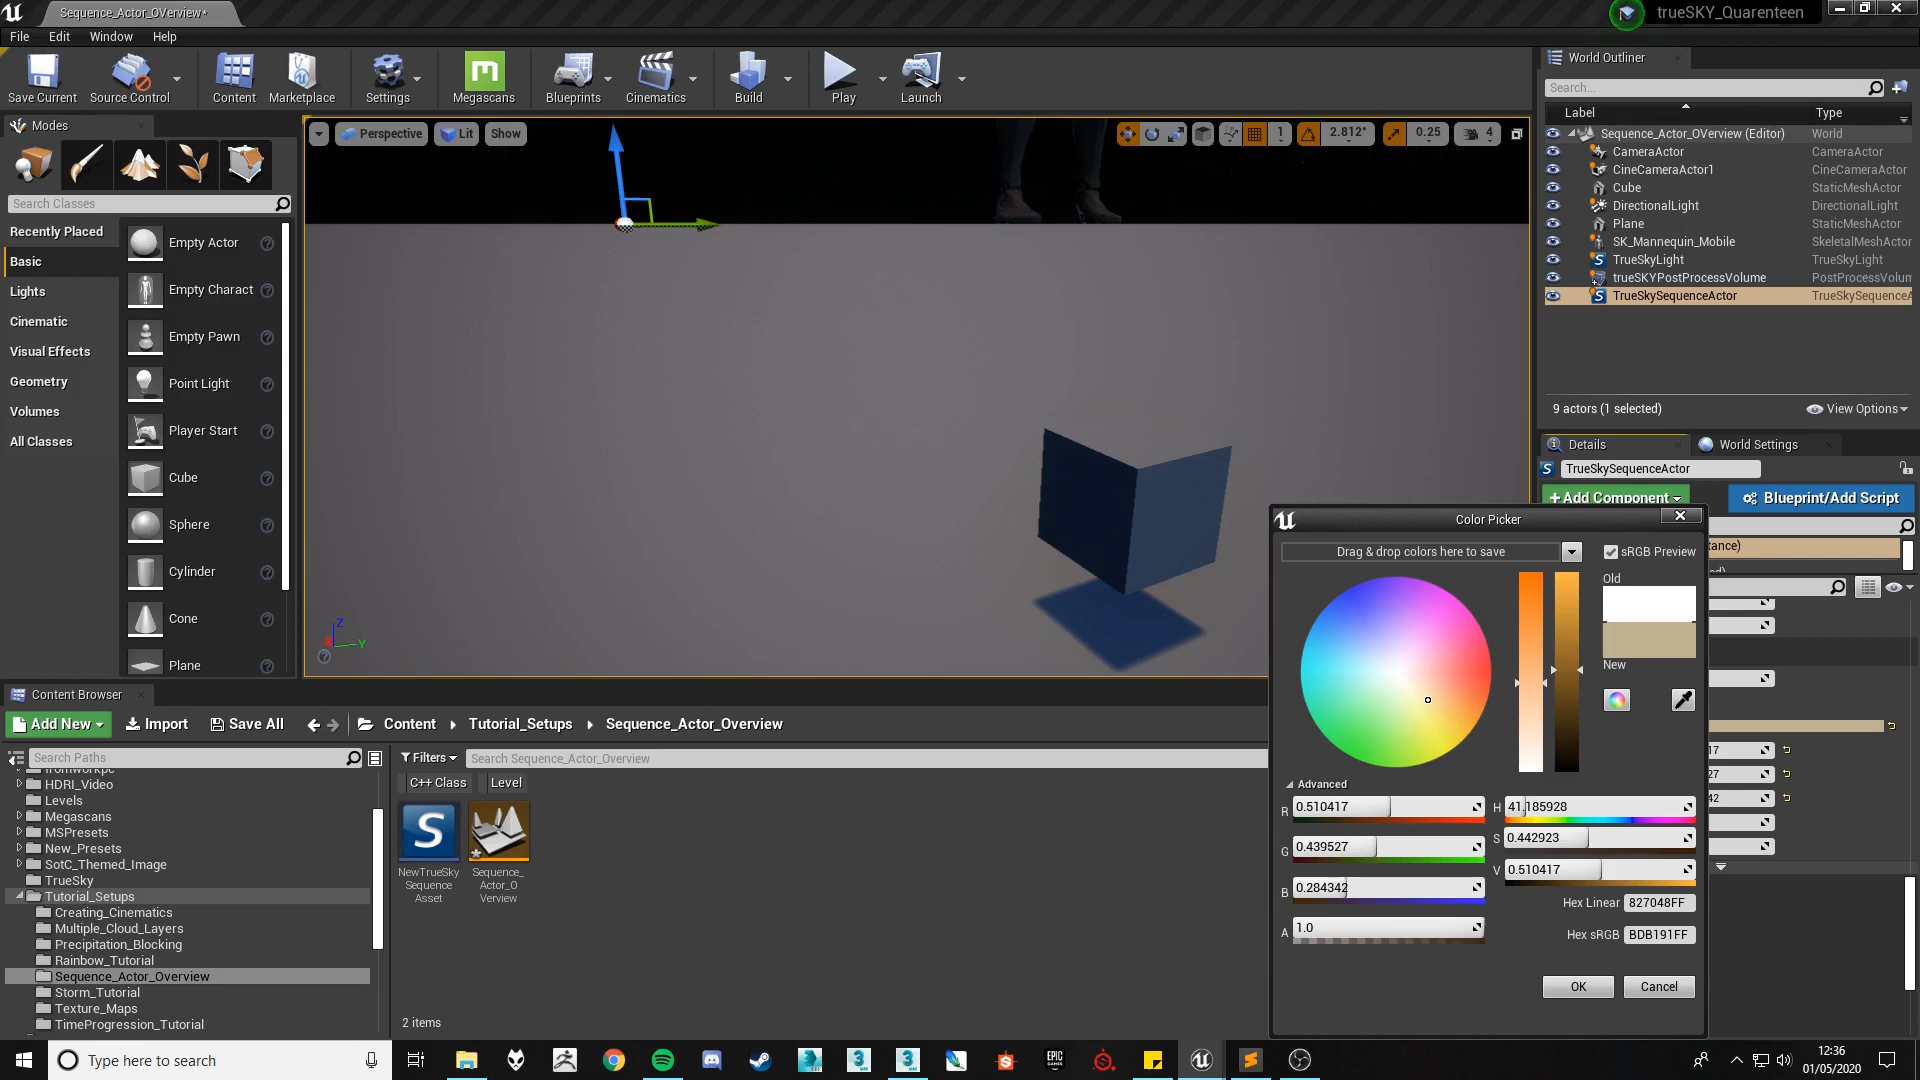 Sequence_Actor_OVerview*
trueSKY_Quarenteen
File Edit Window Help
Save Current Source Control Content Marketplace Settings Megascans Blueprints Cinematics Build Play Launch
Modes
Search Classes
Recently Placed
Basic
Lights
Cinematic
Visual Effects
Geometry
Volumes
All Classes
Empty Actor
Empty Charact
Empty Pawn
Point Light
Player Start
Cube
Sphere
Cylinder
Cone
Plane
Perspective Lit Show
1 2.812° 0.25 4
Z
X Y
World Outliner
Search...
Label Type
Sequence_Actor_OVerview (Editor) World
CameraActor CameraActor
CineCameraActor1 CineCameraActor
Cube StaticMeshActor
DirectionalLight DirectionalLight
Plane StaticMeshActor
SK_Mannequin_Mobile SkeletalMeshActor
TrueSkyLight TrueSkyLight
trueSKYPostProcessVolume PostProcessVolum
TrueSkySequenceActor TrueSkySequenceA
9 actors (1 selected) View Options
Details World Settings
TrueSkySequenceActor
+Add Component Blueprint/Add Script
tance)
17
27
42
Color Picker
Drag & drop colors here to save
sRGB Preview
Old
New
Advanced
R 0.510417 H 41.185928
G 0.439527 S 0.442923
B 0.284342 V 0.510417
A 1.0
Hex Linear 827048FF
Hex sRGB BDB191FF
OK Cancel
Content Browser
Add New Import Save All Content Tutorial_Setups Sequence_Actor_Overview
Search Paths
HDRI_Video
Levels
Megascans
MSPresets
New_Presets
SotC_Themed_Image
TrueSky
Tutorial_Setups
Creating_Cinematics
Multiple_Cloud_Layers
Precipitation_Blocking
Rainbow_Tutorial
Sequence_Actor_Overview
Storm_Tutorial
Texture_Maps
TimeProgression_Tutorial
Filters Search Sequence_Actor_Overview
C++ Class Level
NewTrueSky
Sequence
Asset
Sequence_
Actor_O
Verview
2 items
Type here to search
EPIC
GAMES
12:36
01/05/2020